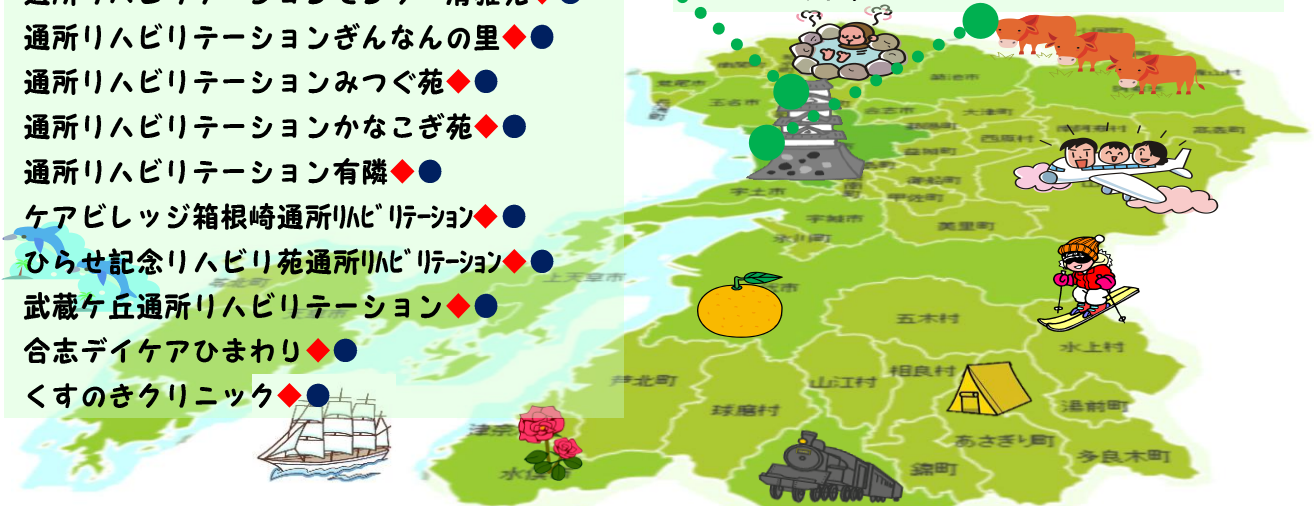 通所リハビリテーションぎんなんの里◆●
通所リハビリテーションみつぐ苑◆●
通所リハビリテーションかなこぎ苑◆●
通所リハビリテーション有隣◆●
ケアビレッジ箱根崎通所ﾘﾊﾋﾞﾘﾃｰｼｮﾝ◆●
ひらせ記念リハビリ苑通所ﾘﾊﾋﾞﾘﾃｰｼｮﾝ◆●
武蔵ケ丘通所リハビリテーション◆●
合志デイケアひまわり◆●
くすのきクリニック◆●
荒尾市
玉名市
菊池市
合志市
大津町
西原村
南阿蘇村
高森町
益城町
御船町
甲佐町
宇土市
宇城市
美里町
氷川町
上天草市
五木村
水上村
芦北町
山江村
相良村
球磨村
湯前町
あさぎり町
多良木町
錦町